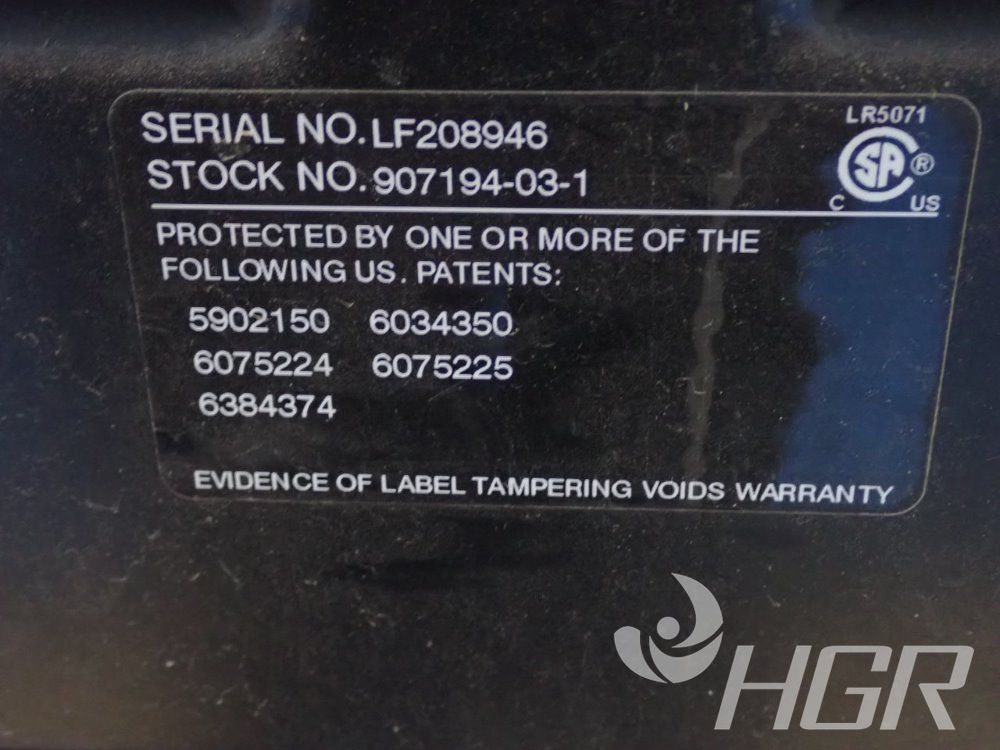 SERIAL NO. LF208946
STOCK NO. 907194-03-1
LR5071
SA ®
C US
PROTECTED BY ONE OR MORE OF THE
FOLLOWING US. PATENTS:
5902150 6034350
6075224 6075225
6384374
EVIDENCE OF LABEL TAMPERING VOIDS WARRANTY
HGR